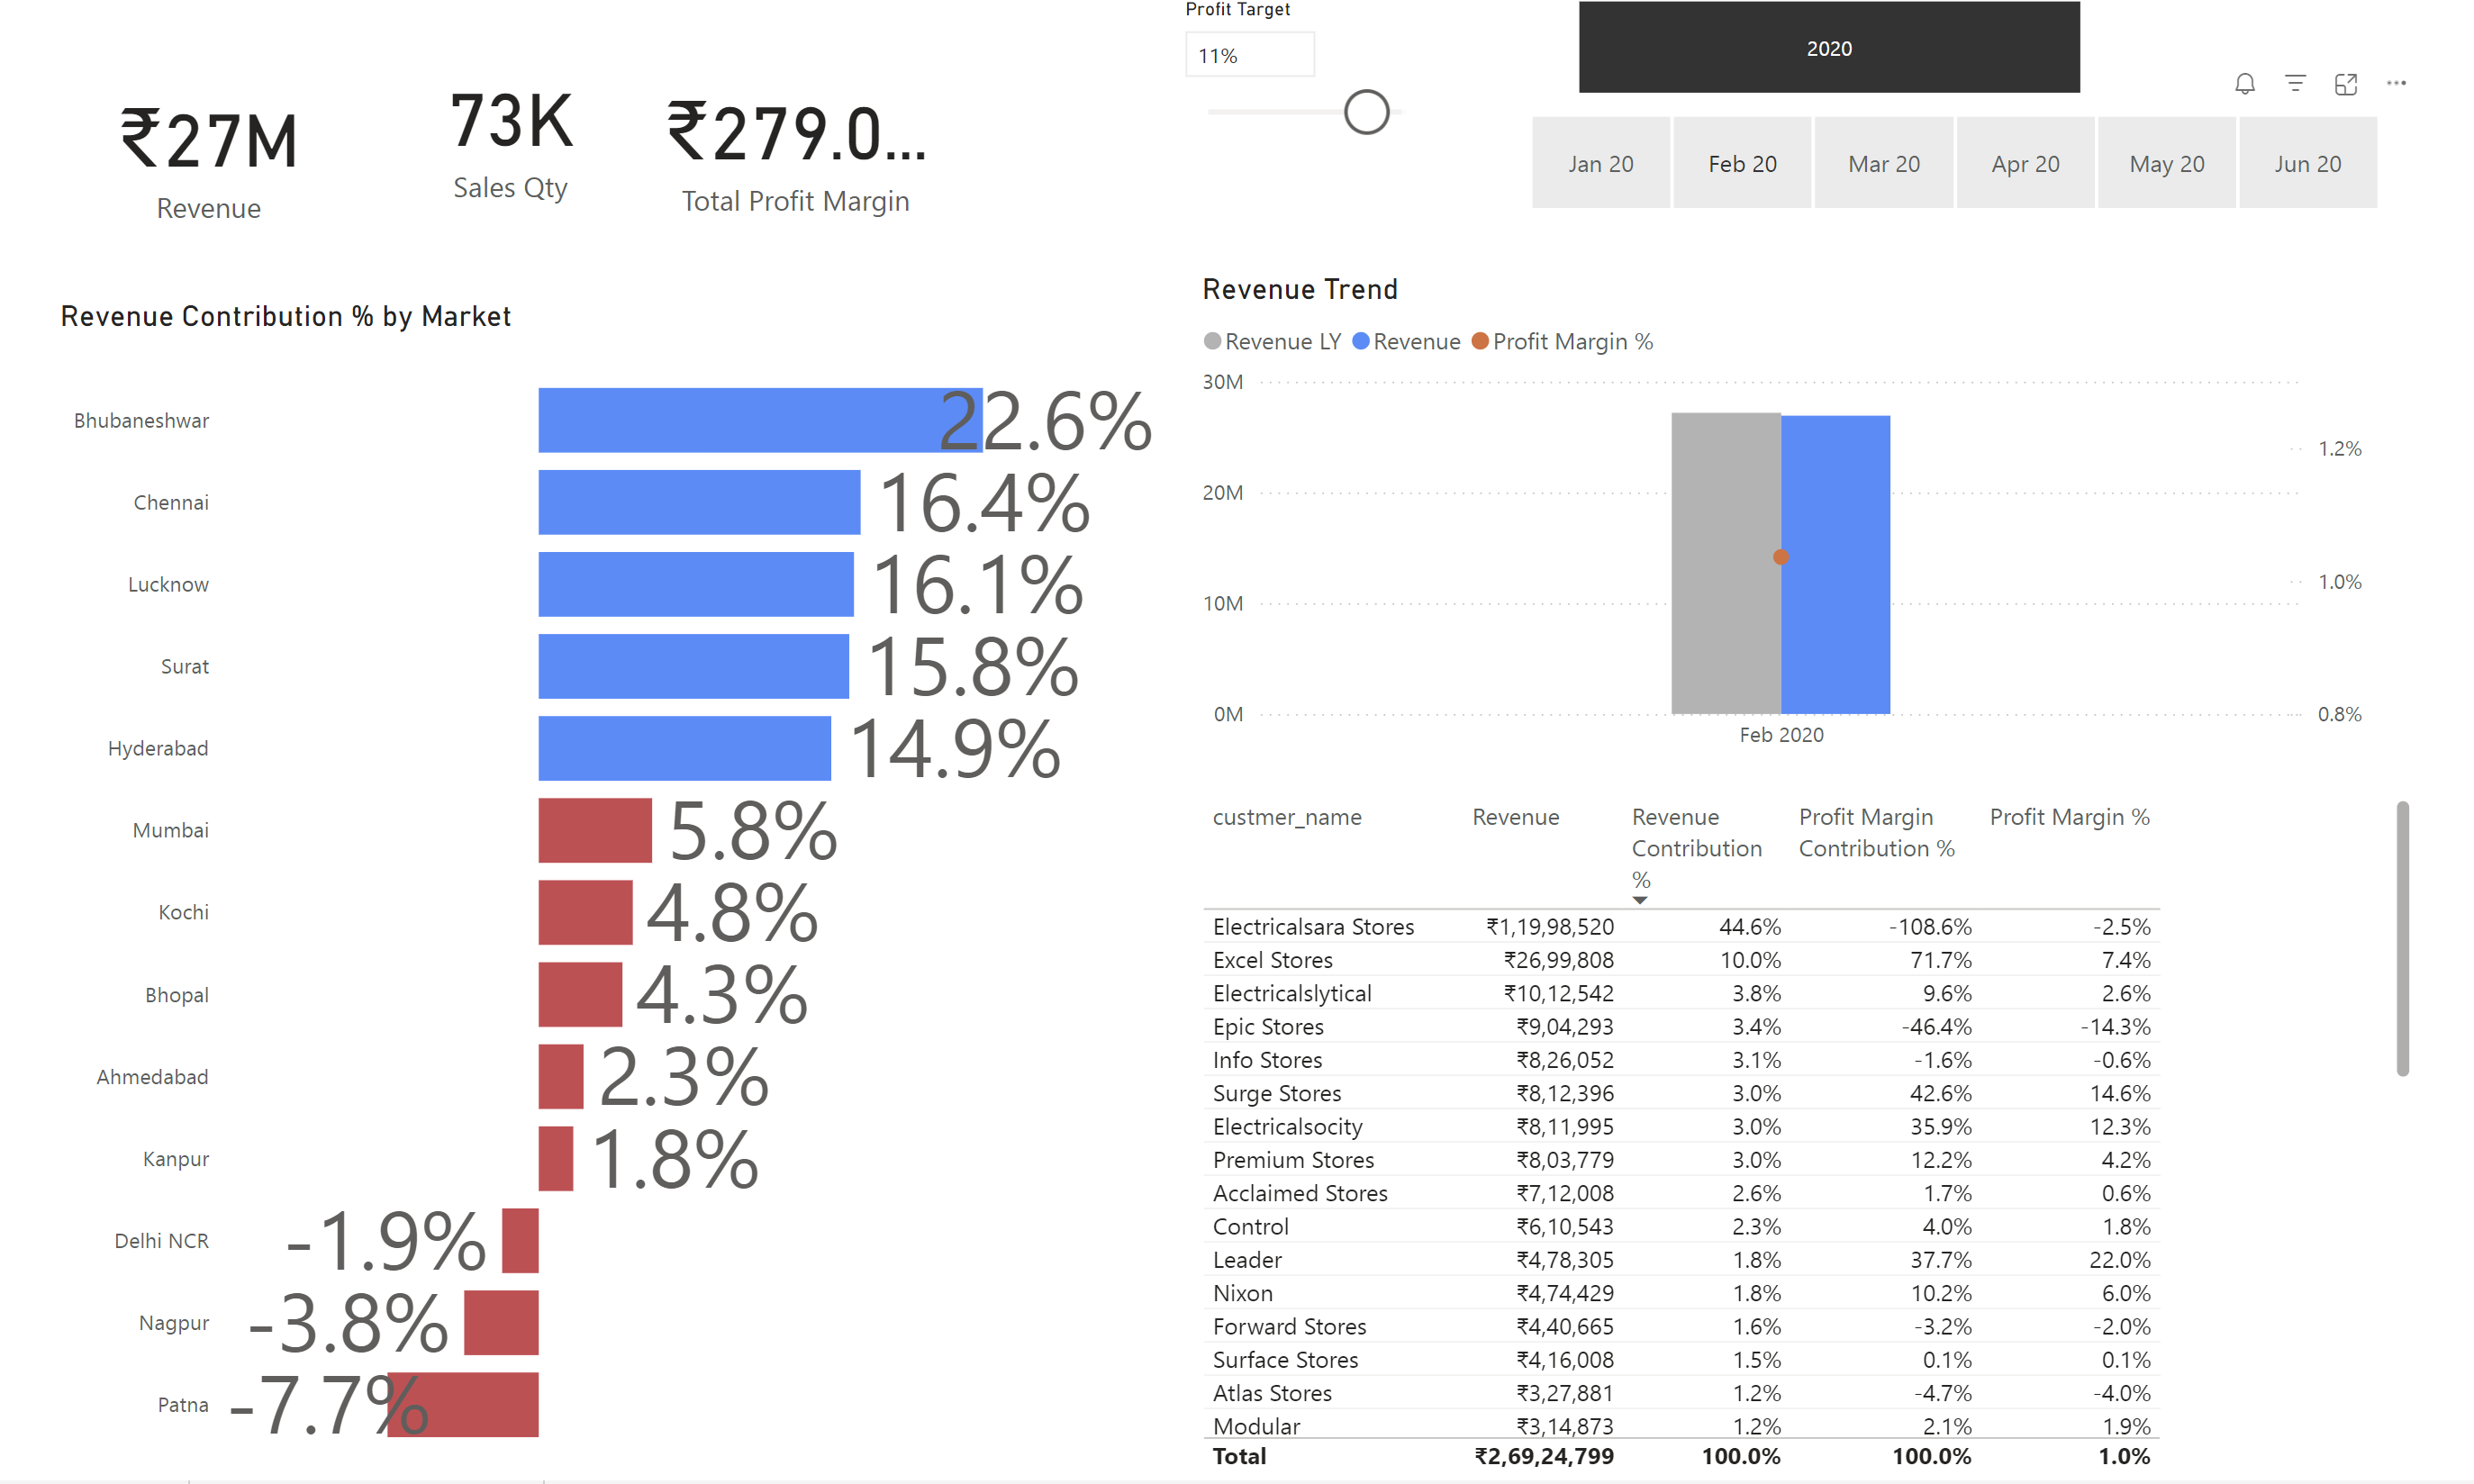 Profit Target
11%
2020
Jan 20 Feb 20 Mar 20 Apr 20 May 20 Jun 20
₹27M
Revenue
73K
Sales Qty
₹279.0...
Total Profit Margin
Revenue Contribution % by Market
Bhubaneshwar 22.6%
Chennai 16.4%
Lucknow 16.1%
Surat 15.8%
Hyderabad 14.9%
Mumbai 5.8%
Kochi 4.8%
Bhopal 4.3%
Ahmedabad 2.3%
Kanpur 1.8%
Delhi NCR -1.9%
Nagpur -3.8%
Patna -7.7%
Revenue Trend
Revenue LY Revenue Profit Margin %
30M
20M
10M
0M
1.2%
1.0%
0.8%
Feb 2020
custmer_name Revenue Revenue Contribution % Profit Margin Contribution % Profit Margin %
Electricalsara Stores ₹1,19,98,520 44.6% -108.6% -2.5%
Excel Stores ₹26,99,808 10.0% 71.7% 7.4%
Electricalslytical ₹10,12,542 3.8% 9.6% 2.6%
Epic Stores ₹9,04,293 3.4% -46.4% -14.3%
Info Stores ₹8,26,052 3.1% -1.6% -0.6%
Surge Stores ₹8,12,396 3.0% 42.6% 14.6%
Electricalsocity ₹8,11,995 3.0% 35.9% 12.3%
Premium Stores ₹8,03,779 3.0% 12.2% 4.2%
Acclaimed Stores ₹7,12,008 2.6% 1.7% 0.6%
Control ₹6,10,543 2.3% 4.0% 1.8%
Leader ₹4,78,305 1.8% 37.7% 22.0%
Nixon ₹4,74,429 1.8% 10.2% 6.0%
Forward Stores ₹4,40,665 1.6% -3.2% -2.0%
Surface Stores ₹4,16,008 1.5% 0.1% 0.1%
Atlas Stores ₹3,27,881 1.2% -4.7% -4.0%
Modular ₹3,14,873 1.2% 2.1% 1.9%
Total ₹2,69,24,799 100.0% 100.0% 1.0%